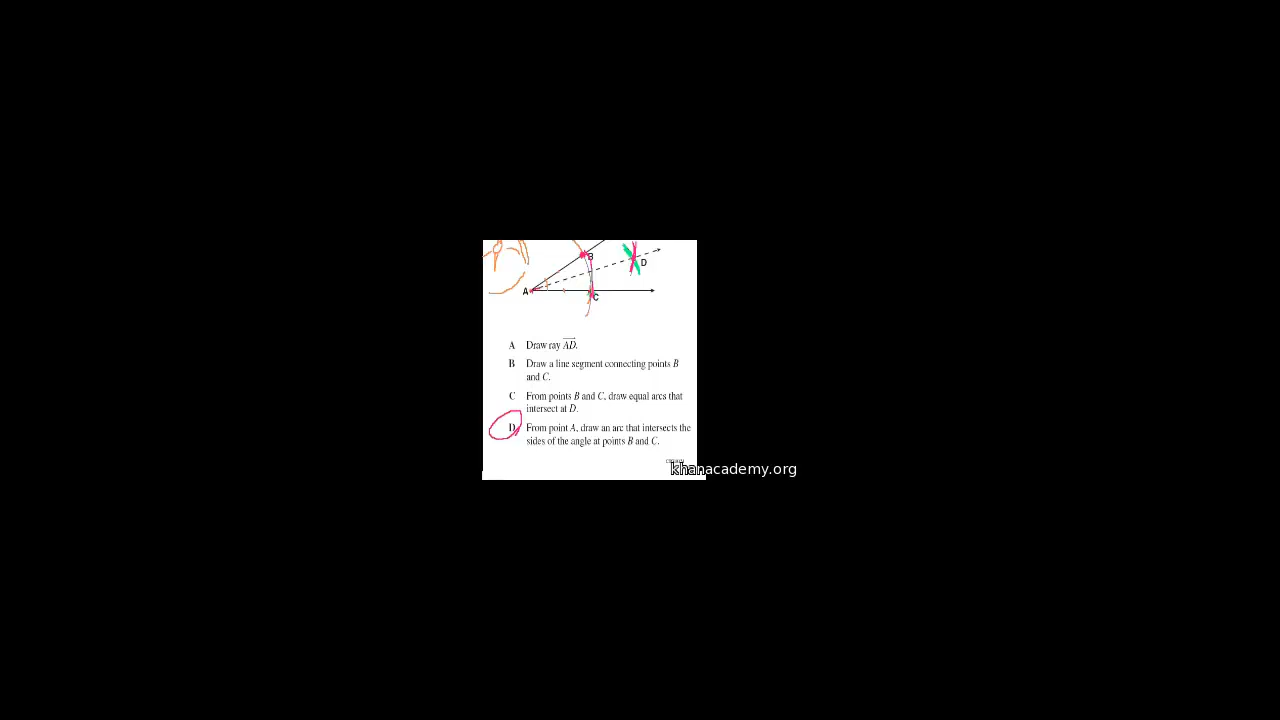 B
D
A
C
A Draw ray AD.
B Draw a line segment connecting points B
and C.
C From points B and C, draw equal arcs that
intersect at D.
D From point A, draw an arc that intersects the
sides of the angle at points B and C.
khanacademy.org